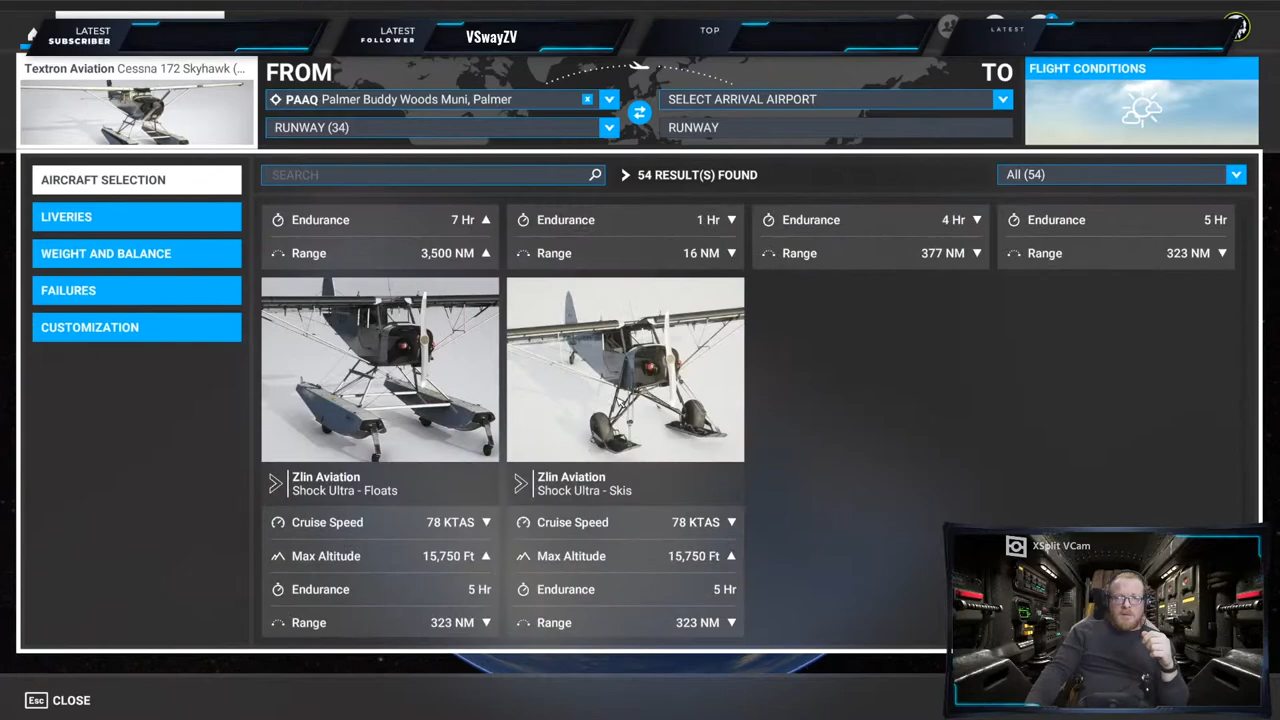 LATEST
SUBSCRIBER
LATEST
FOLLOWER
VSwayZV
TOP
LATEST
Textron Aviation Cessna 172 Skyhawk (...
FROM
PAAQ Palmer Buddy Woods Muni, Palmer
x
RUNWAY (34)
TO
SELECT ARRIVAL AIRPORT
RUNWAY
FLIGHT CONDITIONS
AIRCRAFT SELECTION
LIVERIES
WEIGHT AND BALANCE
FAILURES
CUSTOMIZATION
SEARCH
54 RESULT(S) FOUND
All (54)
Endurance 7 Hr
Range 3,500 NM
Endurance 1 Hr
Range 16 NM
Endurance 4 Hr
Range 377 NM
Endurance 5 Hr
Range 323 NM
Zlin Aviation
Shock Ultra - Floats
Cruise Speed 78 KTAS
Max Altitude 15,750 Ft
Endurance 5 Hr
Range 323 NM
Zlin Aviation
Shock Ultra - Skis
Cruise Speed 78 KTAS
Max Altitude 15,750 Ft
Endurance 5 Hr
Range 323 NM
XSplit VCam
Esc CLOSE